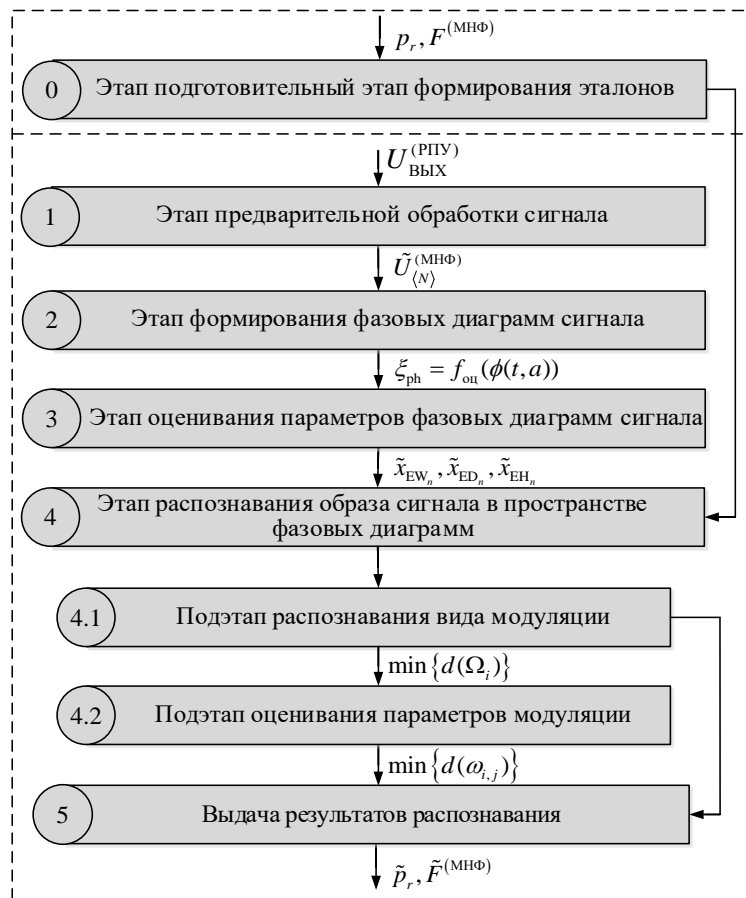 p_r, F^(МНФ)
0 Этап подготовительный этап формирования эталонов
U_ВЫХ^(РПУ)
1 Этап предварительной обработки сигнала
Ũ_⟨N⟩^(МНФ)
2 Этап формирования фазовых диаграмм сигнала
ξ_ph = f_оц(ϕ(t, a))
3 Этап оценивания параметров фазовых диаграмм сигнала
x̃_EW_n, x̃_ED_n, x̃_EH_n
4 Этап распознавания образа сигнала в пространстве
фазовых диаграмм
4.1 Подэтап распознавания вида модуляции
min{d(Ω_i)}
4.2 Подэтап оценивания параметров модуляции
min{d(ω_i,j)}
5 Выдача результатов распознавания
p̃_r, F̃^(МНФ)